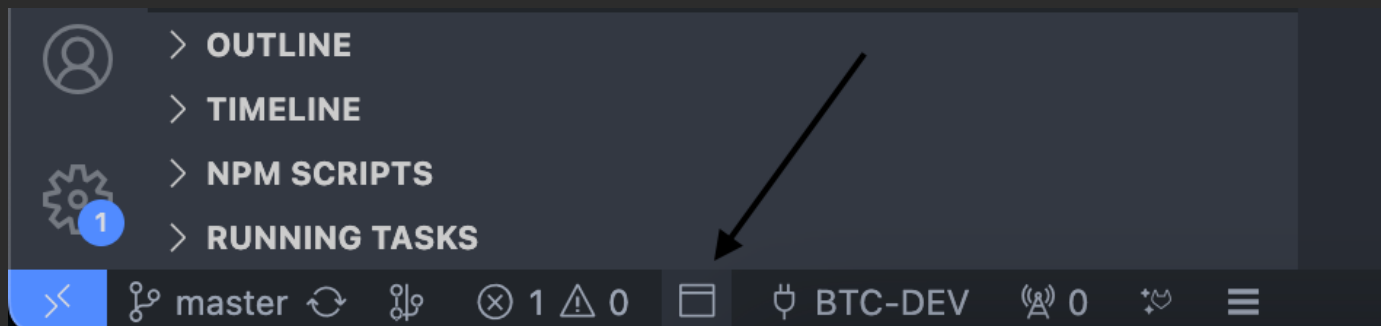 OUTLINE
TIMELINE
NPM SCRIPTS
1
RUNNING TASKS
master 1 0 BTC-DEV 0